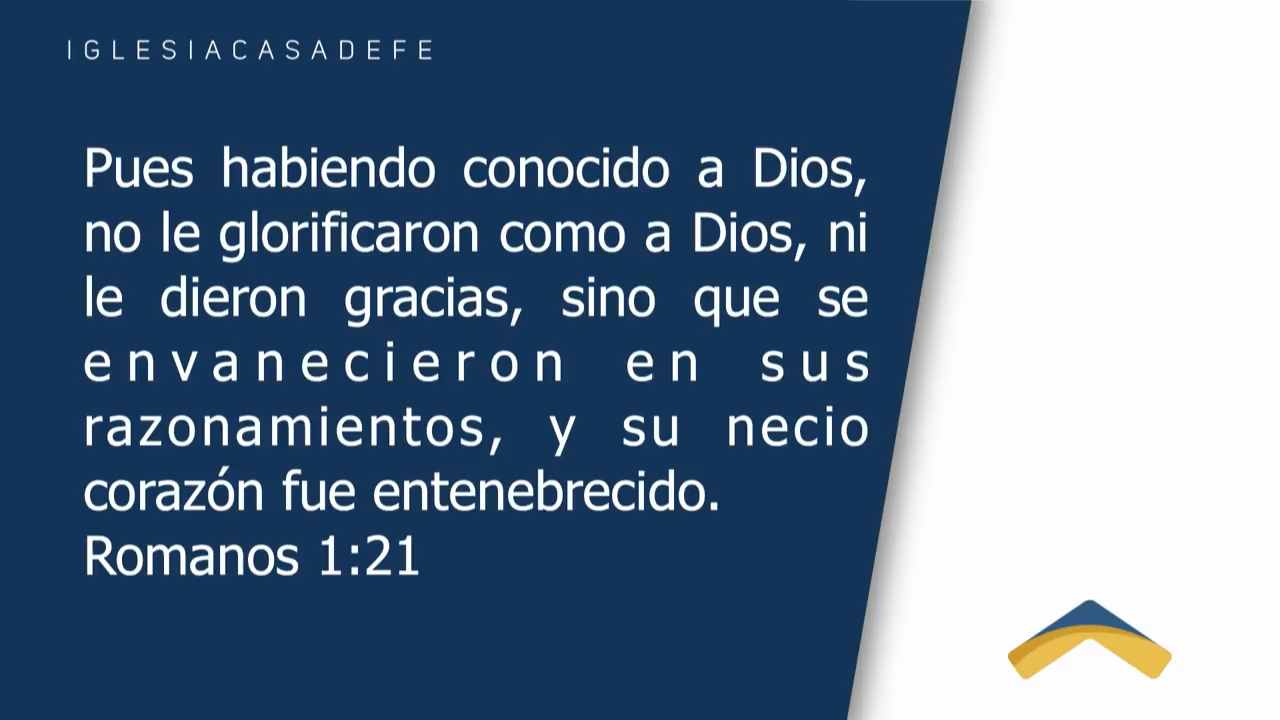 IGLESIACASADEFE
Pues habiendo conocido a Dios,
no le glorificaron como a Dios, ni
le dieron gracias, sino que se
envanecieron en sus
razonamientos, y su necio
corazón fue entenebrecido.
Romanos 1:21